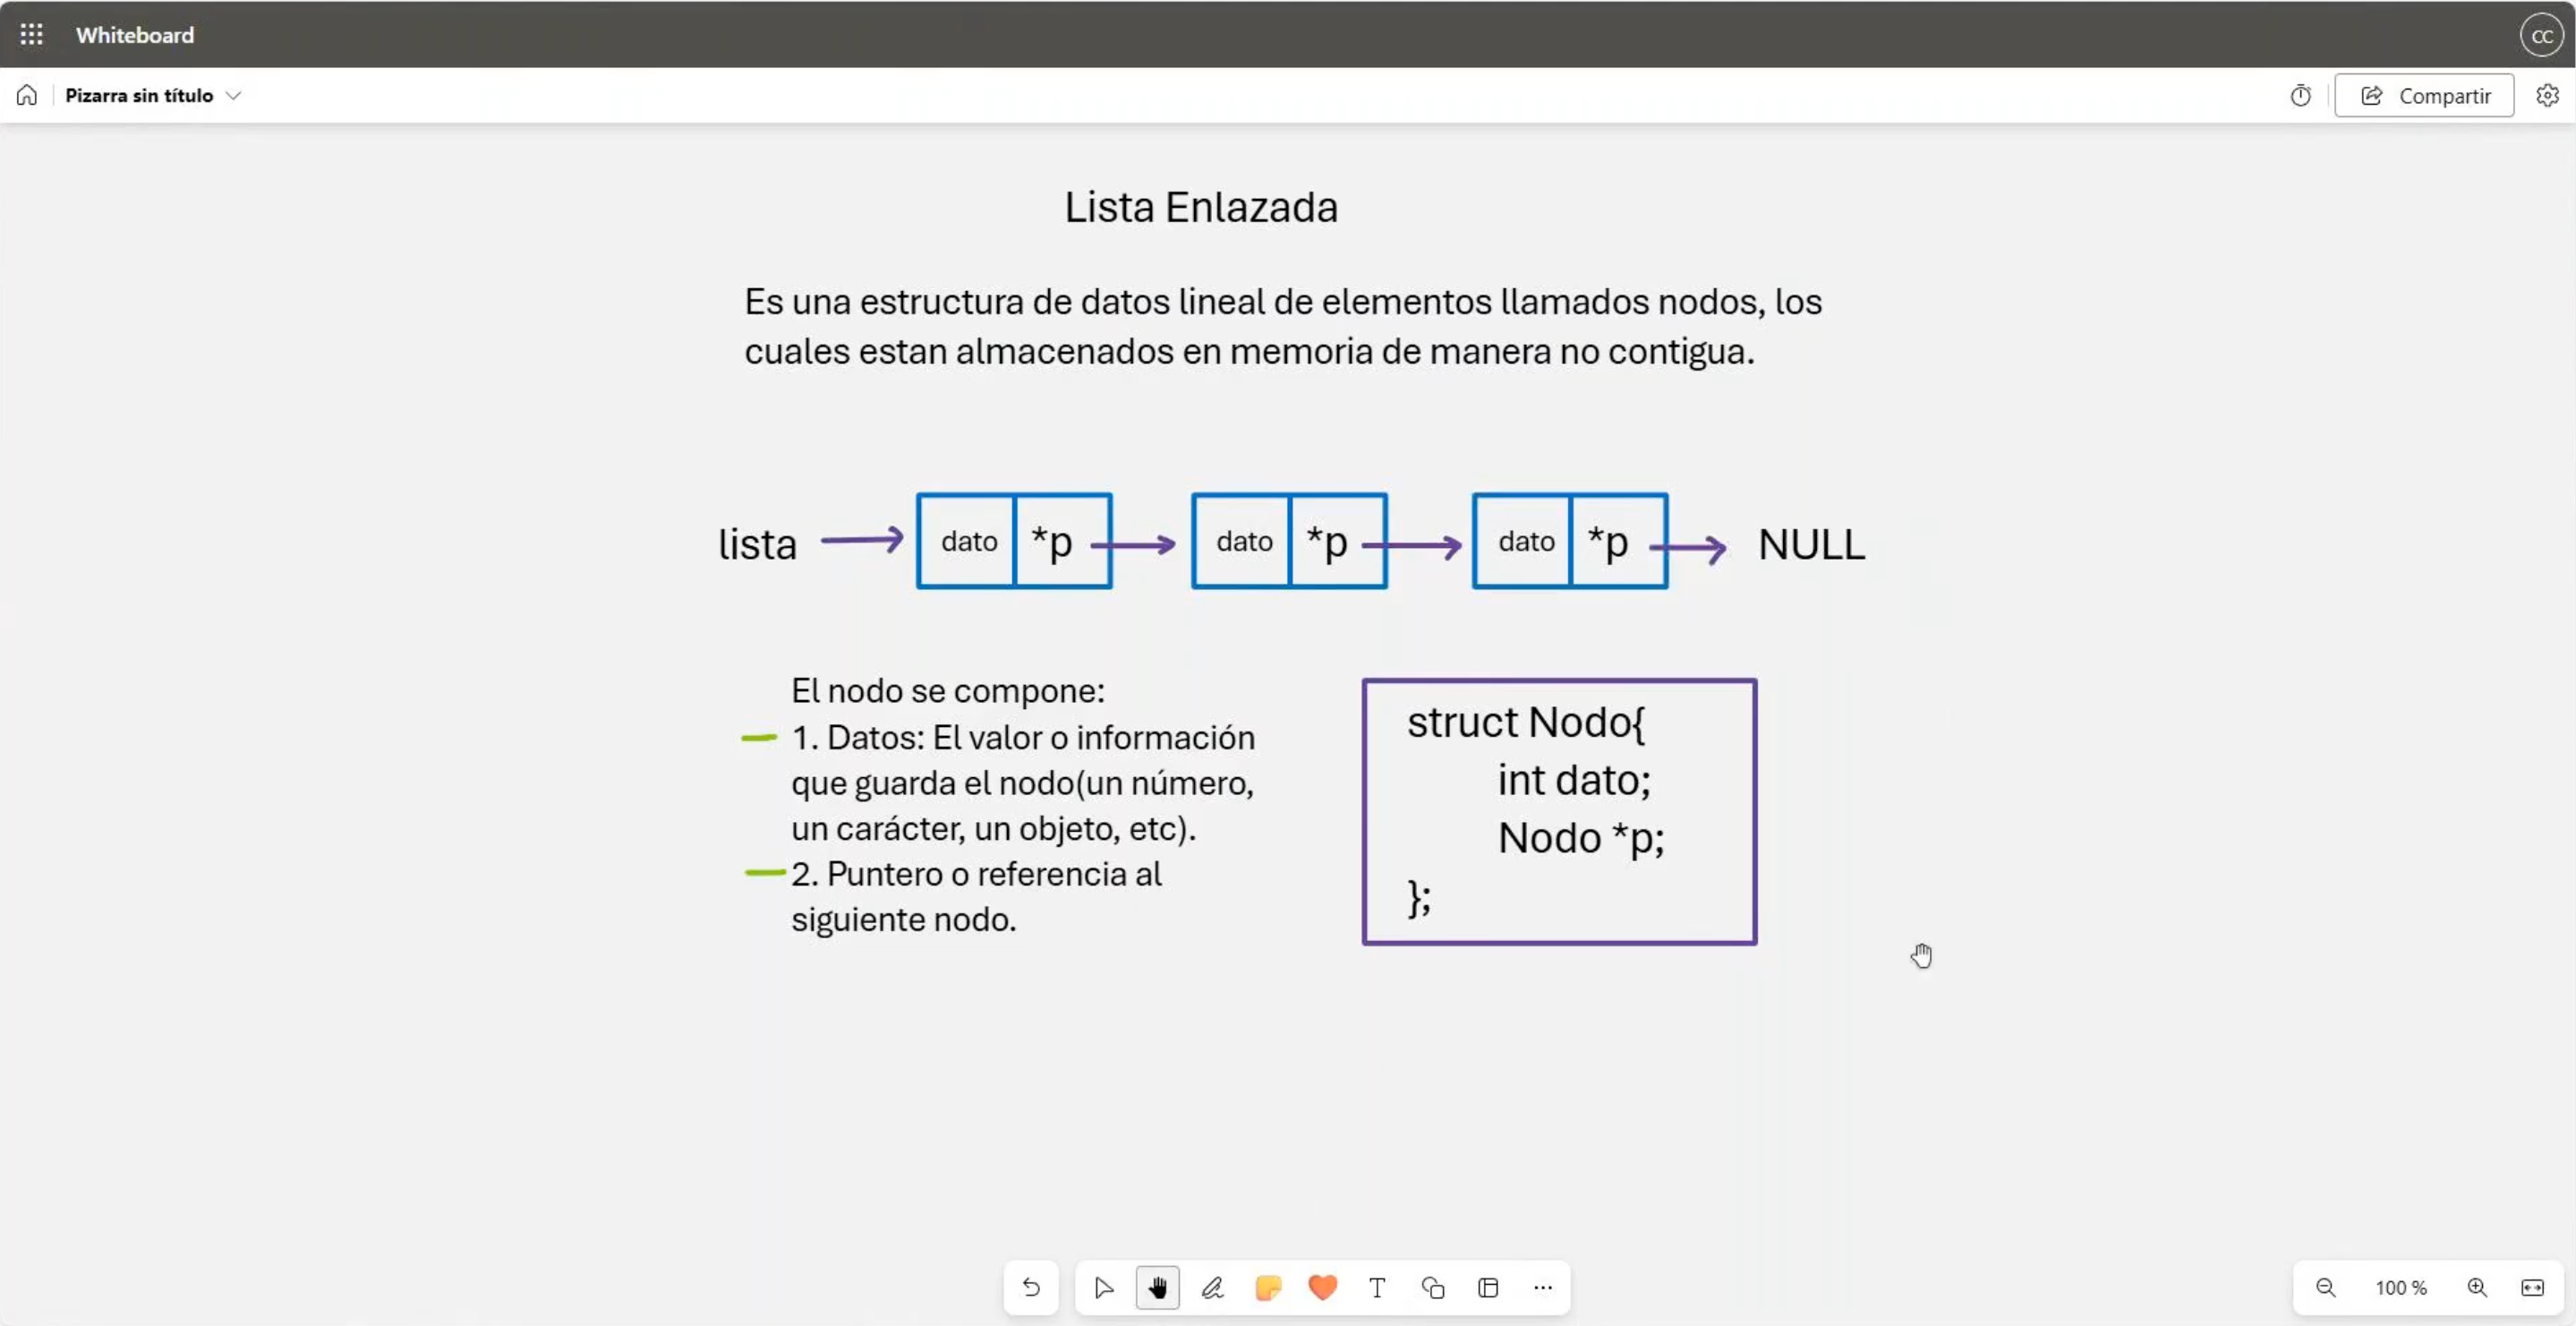 Whiteboard
CC
Pizarra sin título
Compartir
Lista Enlazada
Es una estructura de datos lineal de elementos llamados nodos, los
cuales estan almacenados en memoria de manera no contigua.
lista dato *p dato *p dato *p NULL
El nodo se compone:
1. Datos: El valor o información
que guarda el nodo(un número,
un carácter, un objeto, etc).
2. Puntero o referencia al
siguiente nodo.
struct Nodo{
int dato;
Nodo *p;
};
T
100 %